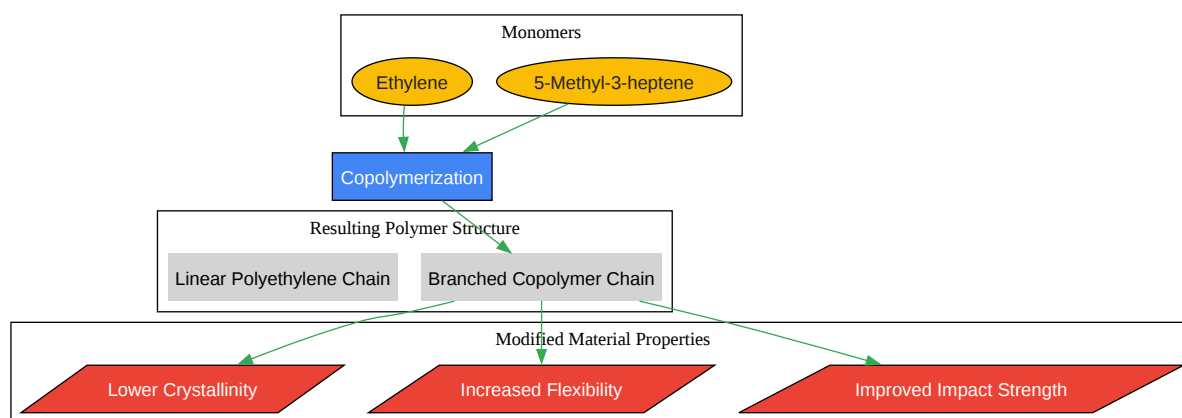 Monomers
Ethylene
5-Methyl-3-heptene
Copolymerization
Resulting Polymer Structure
Linear Polyethylene Chain
Branched Copolymer Chain
Modified Material Properties
Lower Crystallinity
Increased Flexibility
Improved Impact Strength